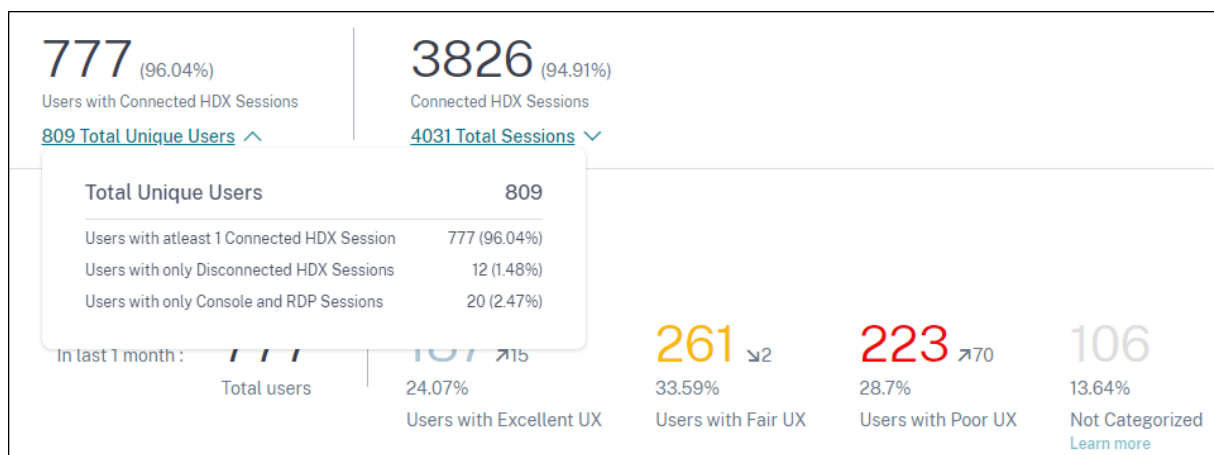 777 (96.04%)
Users with Connected HDX Sessions
809 Total Unique Users
3826 (94.91%)
Connected HDX Sessions
4031 Total Sessions
Total Unique Users 809
Users with atleast 1 Connected HDX Session 777 (96.04%)
Users with only Disconnected HDX Sessions 12 (1.48%)
Users with only Console and RDP Sessions 20 (2.47%)
In last 1 month : 777
Total users
187 15
24.07%
Users with Excellent UX
261 2
33.59%
Users with Fair UX
223 70
28.7%
Users with Poor UX
106
13.64%
Not Categorized
Learn more